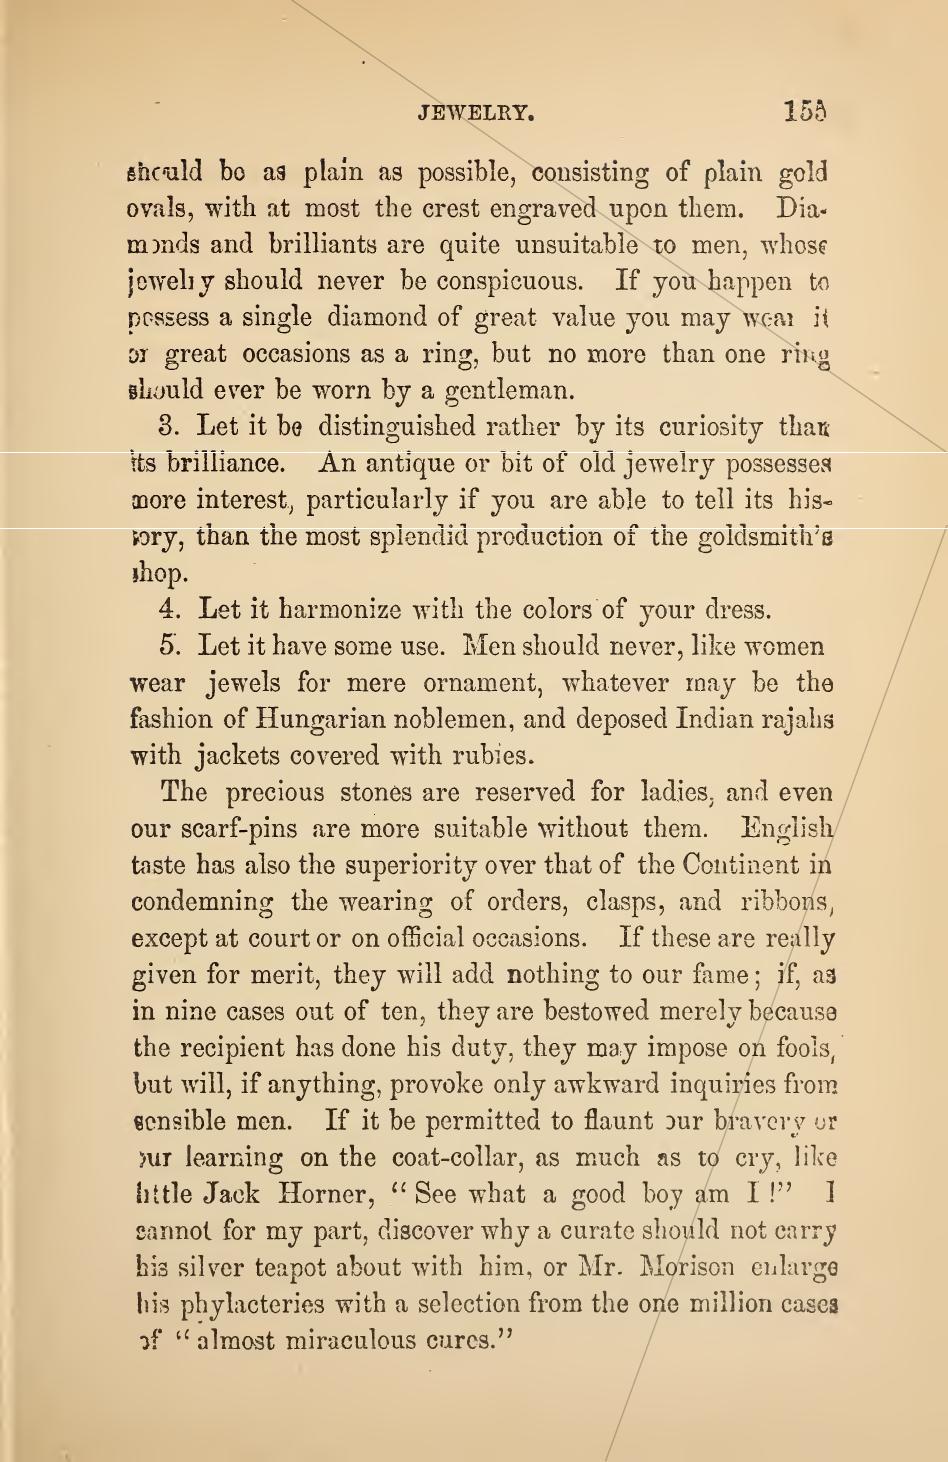 JEWELRY. 155
should be as plain as possible, consisting of plain gold
ovals, with at most the crest engraved upon them. Dia-
monds and brilliants are quite unsuitable to men, whose
jewelry should never be conspicuous. If you happen to
possess a single diamond of great value you may wear it
or great occasions as a ring, but no more than one ring
should ever be worn by a gentleman.
3. Let it be distinguished rather by its curiosity than
its brilliance. An antique or bit of old jewelry possesses
more interest, particularly if you are able to tell its his-
tory, than the most splendid production of the goldsmith's
shop.
4. Let it harmonize with the colors of your dress.
5. Let it have some use. Men should never, like women
wear jewels for mere ornament, whatever may be the
fashion of Hungarian noblemen, and deposed Indian rajahs
with jackets covered with rubies.
The precious stones are reserved for ladies, and even
our scarf-pins are more suitable without them. English
taste has also the superiority over that of the Continent in
condemning the wearing of orders, clasps, and ribbons,
except at court or on official occasions. If these are really
given for merit, they will add nothing to our fame; if, as
in nine cases out of ten, they are bestowed merely because
the recipient has done his duty, they may impose on fools,
but will, if anything, provoke only awkward inquiries from
sensible men. If it be permitted to flaunt our bravery or
our learning on the coat-collar, as much as to cry, like
little Jack Horner, "See what a good boy am I!" I
cannot for my part, discover why a curate should not carry
his silver teapot about with him, or Mr. Morison enlarge
his phylacteries with a selection from the one million cases
of "almost miraculous cures."